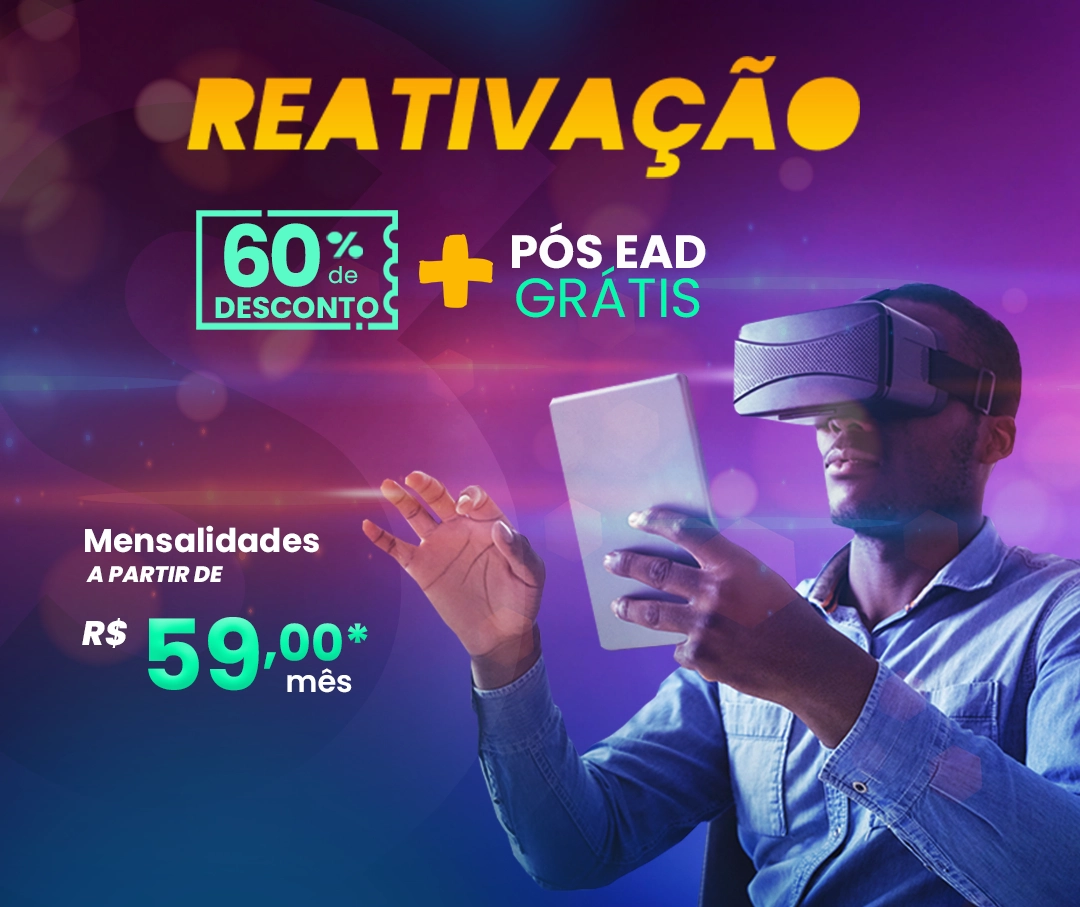 REATIVAÇÃO
60%
de
DESCONTO
+
PÓS EAD
GRÁTIS
Mensalidades
A PARTIR DE
R$ 59,00*
mês